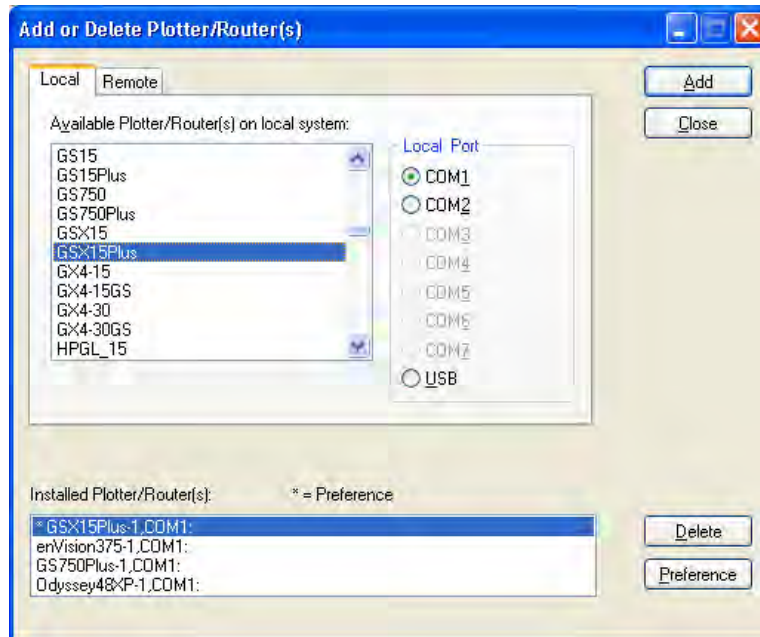 Add or Delete Plotter/Router(s)
Local
Remote
Add
Close
Available Plotter/Router(s) on local system:
GS15
GS15Plus
GS750
GS750Plus
GSX15
GSX15Plus
GX4-15
GX4-15GS
GX4-30
GX4-30GS
HPGL_15
Local Port
COM1
COM2
COM3
COM4
COM5
COM6
COM7
USB
Installed Plotter/Router(s): * = Preference
* GSX15Plus-1,COM1:
enVision375-1,COM1:
GS750Plus-1,COM1:
Odyssey48XP-1,COM1:
Delete
Preference